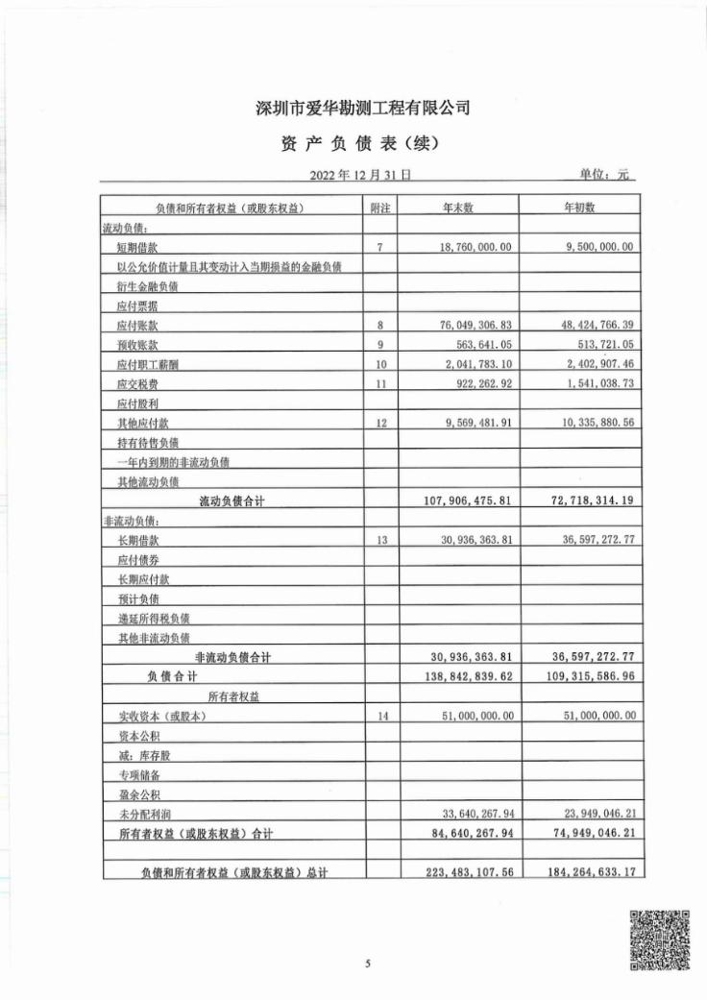 深圳市爱华勘测工程有限公司
资产负债表（续）
2022年12月31日 单位：元
负债和所有者权益（或股东权益） 附注 年末数 年初数
流动负债：
短期借款 7 18,760,000.00 9,500,000.00
以公允价值计量且其变动计入当期损益的金融负债
衍生金融负债
应付票据
应付账款 8 76,049,306.83 48,424,766.39
预收账款 9 563,641.05 513,721.05
应付职工薪酬 10 2,041,783.10 2,402,907.46
应交税费 11 922,262.92 1,541,038.73
应付股利
其他应付款 12 9,569,481.91 10,335,880.56
持有待售负债
一年内到期的非流动负债
其他流动负债
流动负债合计 107,906,475.81 72,718,314.19
非流动负债：
长期借款 13 30,936,363.81 36,597,272.77
应付债券
长期应付款
预计负债
递延所得税负债
其他非流动负债
非流动负债合计 30,936,363.81 36,597,272.77
负债合计 138,842,839.62 109,315,586.96
所有者权益
实收资本（或股本） 14 51,000,000.00 51,000,000.00
资本公积
减：库存股
专项储备
盈余公积
未分配利润 33,640,267.94 23,949,046.21
所有者权益（或股东权益）合计 84,640,267.94 74,949,046.21
负债和所有者权益（或股东权益）总计 223,483,107.56 184,264,633.17
5